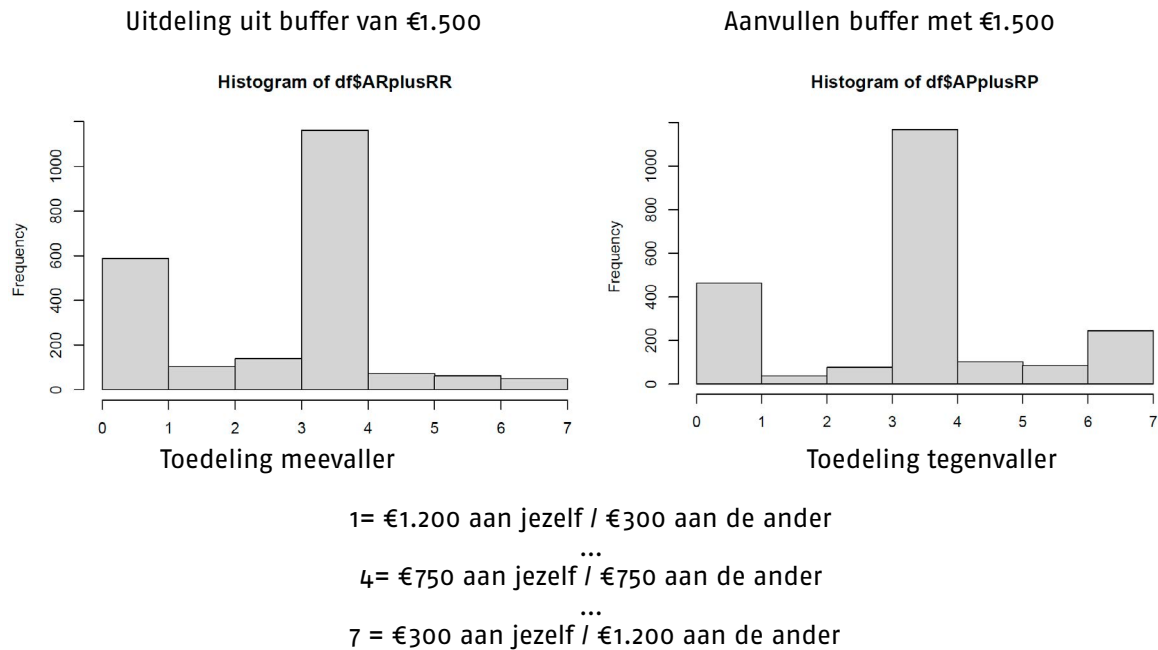 Uitdeling uit buffer van €1.500
Histogram of df$ARplusRR
Frequency
0
200
400
600
800
1000
0 1 2 3 4 5 6 7
Toedeling meevaller
Aanvullen buffer met €1.500
Histogram of df$APplusRP
Frequency
0
200
400
600
800
1000
0 1 2 3 4 5 6 7
Toedeling tegenvaller
1= €1.200 aan jezelf / €300 aan de ander
...
4= €750 aan jezelf / €750 aan de ander
...
7 = €300 aan jezelf / €1.200 aan de ander